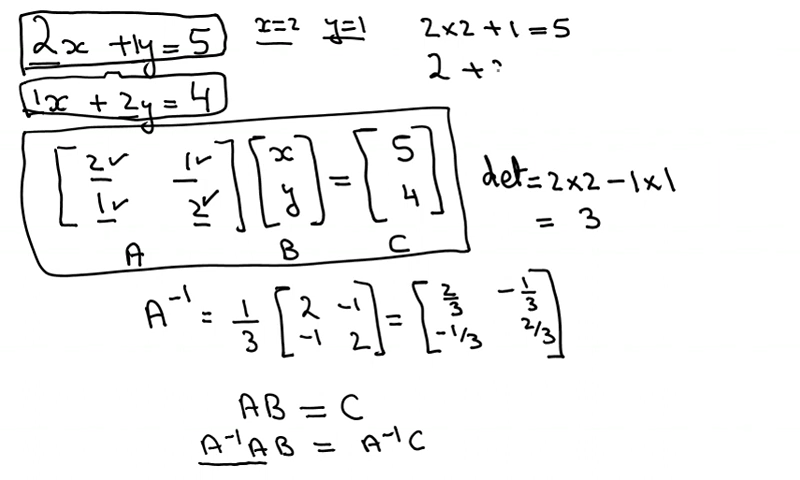 2x + 1y = 5 x=2 y=1 2×2 + 1 = 5
1x + 2y = 4 2 + ?
[2✓ 1✓] [x] = [5]
[1✓ 2✓] [y] [4]
A B C
det = 2×2 − 1×1
= 3
A⁻¹ = 1/3 [2 -1] = [2/3 -1/3]
[-1 2] [-1/3 2/3]
AB = C
A⁻¹AB = A⁻¹C